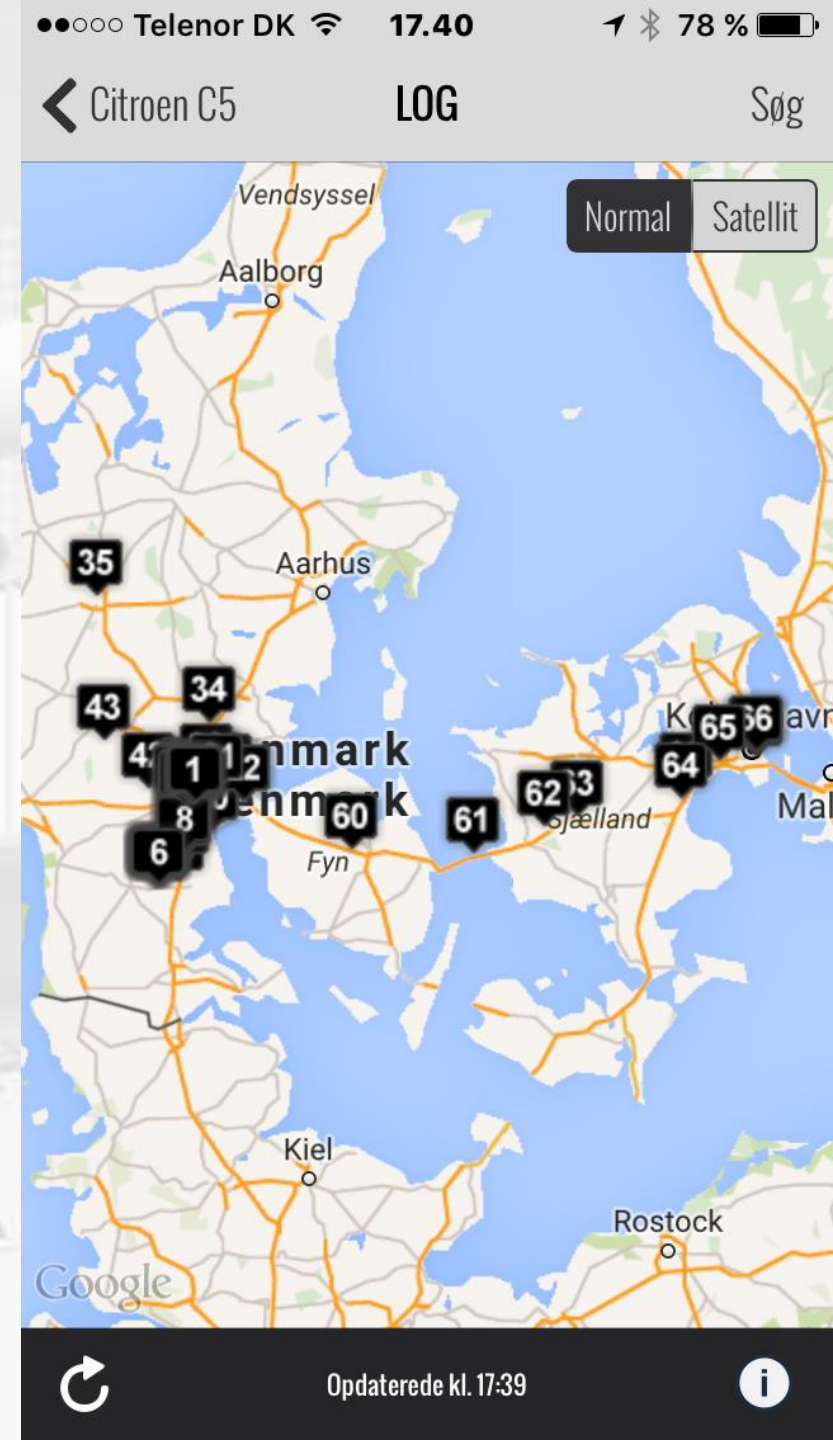 Telenor DK 17.40 78 %
Citroen C5 LOG Søg
Normal Satellit
Vendsyssel
Aalborg
35
Aarhus
34
43
65
64
1
8
6
60
61
62
Sjælland
Fyn
Kiel
Rostock
Google
Opdaterede kl. 17:39
i